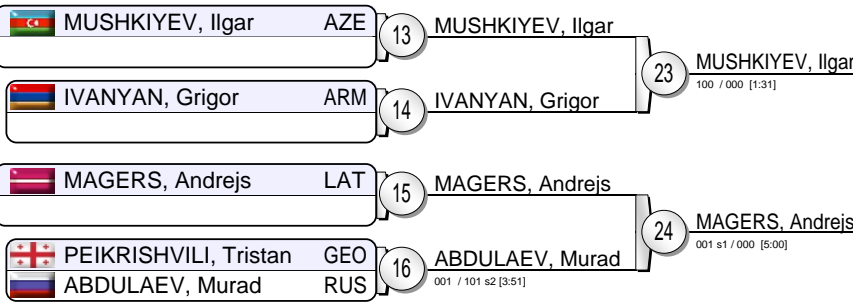 MUSHKIYEV, Ilgar AZE 13 MUSHKIYEV, Ilgar
23 MUSHKIYEV, Ilgar
100 / 000 [1:31]
IVANYAN, Grigor ARM 14 IVANYAN, Grigor
MAGERS, Andrejs LAT 15 MAGERS, Andrejs
24 MAGERS, Andrejs
001 s1 / 000 [5:00]
PEIKRISHVILI, Tristan GEO 16 ABDULAEV, Murad
ABDULAEV, Murad RUS 001 / 101 s2 [3:51]